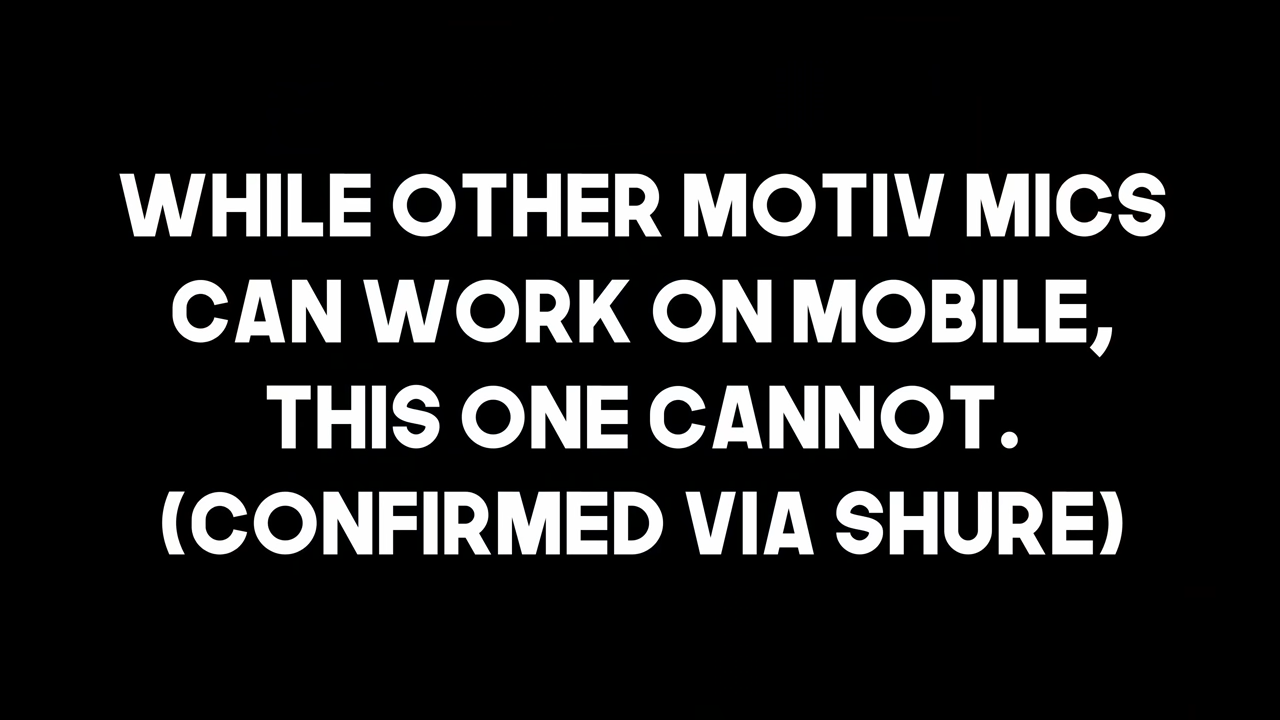 WHILE OTHER MOTIV MICS
CAN WORK ON MOBILE,
THIS ONE CANNOT.
(CONFIRMED VIA SHURE)